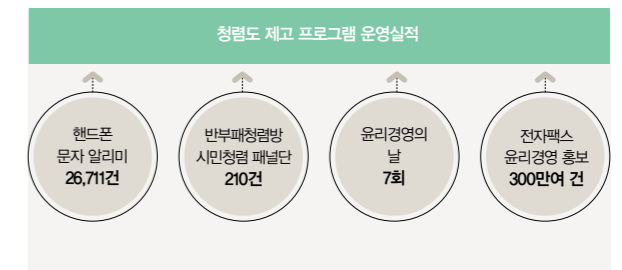 청렴도 제고 프로그램 운영실적
핸드폰
문자 알리미
26,711건
반부패청렴방
시민청렴 패널단
210건
윤리경영의
날
7회
전자팩스
윤리경영 홍보
300만여 건